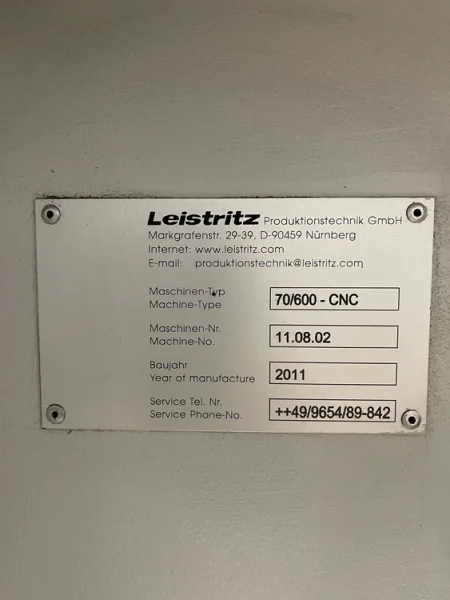 Leistritz Produktionstechnik GmbH
Markgrafenstr. 29-39, D-90459 Nürnberg
Internet: www.leistritz.com
E-mail: produktionstechnik@leistritz.com
Maschinen-Typ
Machine-Type
70/600 - CNC
Maschinen-Nr.
Machine-No.
11.08.02
Baujahr
Year of manufacture
2011
Service Tel. Nr.
Service Phone-No.
++49/9654/89-842